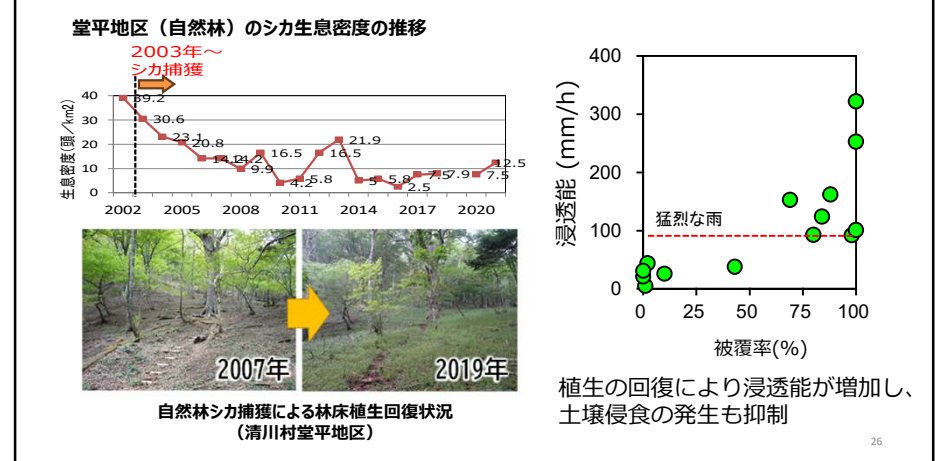 堂平地区（自然林）のシカ生息密度の推移
2003年～
シカ捕獲
生息密度(頭／km2)
40
30
20
10
0
39.2
30.6
23.1
20.8
14.2
14.2
9.9
16.5
4.2
5.8
16.5
21.9
5
5.8
2.5
7.5
7.9
7.5
12.5
2002 2005 2008 2011 2014 2017 2020
2007年
2019年
自然林シカ捕獲による林床植生回復状況
（清川村堂平地区）
浸透能 (mm/h)
400
300
200
100
0
猛烈な雨
0 25 50 75 100
被覆率(%)
植生の回復により浸透能が増加し、
土壌侵食の発生も抑制
26